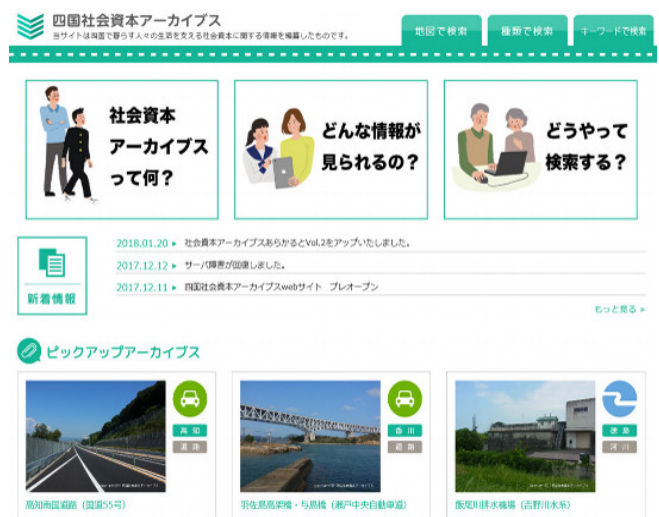 四国社会資本アーカイブス
当サイトは四国で暮らす人々の生活を支える社会資本に関する情報を掲載したものです。
地図で検索
種類で検索
キーワードで検索
社会資本
アーカイブス
って何?
どんな情報が
見られるの?
どうやって
検索する?
新着情報
2018.01.20 ▸ 社会資本アーカイブスあらかるとVol.2をアップいたしました。
2017.12.12 ▸ サーバ障害が回復しました。
2017.12.11 ▸ 四国社会資本アーカイブスwebサイト プレオープン
もっと見る »
ピックアップアーカイブス
高知
道路
香川
道路
徳島
河川
高知南国道路(国道55号)
羽佐島高架橋・与島橋(瀬戸中央自動車道)
飯尾川排水機場(吉野川水系)